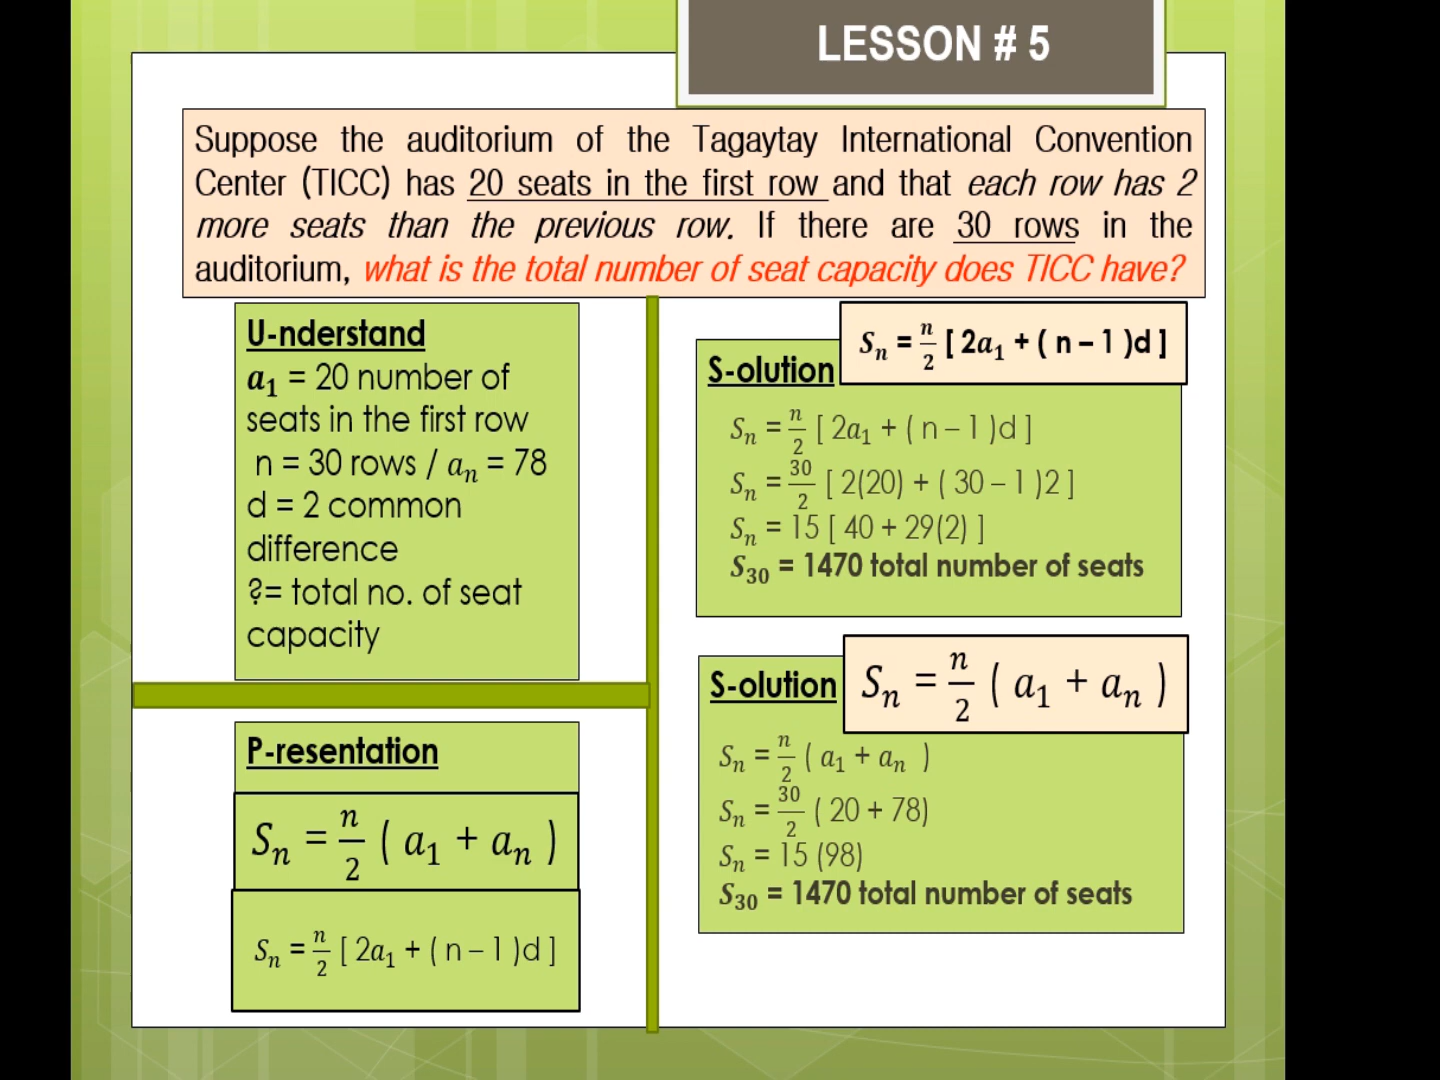 LESSON # 5
Suppose the auditorium of the Tagaytay International Convention
Center (TICC) has 20 seats in the first row and that each row has 2
more seats than the previous row. If there are 30 rows in the
auditorium, what is the total number of seat capacity does TICC have?
U-nderstand
a₁ = 20 number of
seats in the first row
n = 30 rows / aₙ = 78
d = 2 common
difference
?= total no. of seat
capacity
P-resentation
Sₙ = n/2 ( a₁ + aₙ )
Sₙ = n/2 [ 2a₁ + ( n – 1 )d ]
Sₙ = n/2 [ 2a₁ + ( n – 1 )d ]
S-olution
Sₙ = n/2 [ 2a₁ + ( n – 1 )d ]
Sₙ = 30/2 [ 2(20) + ( 30 – 1 )2 ]
Sₙ = 15 [ 40 + 29(2) ]
S₃₀ = 1470 total number of seats
S-olution
Sₙ = n/2 ( a₁ + aₙ )
Sₙ = n/2 ( a₁ + aₙ )
Sₙ = 30/2 ( 20 + 78)
Sₙ = 15 (98)
S₃₀ = 1470 total number of seats